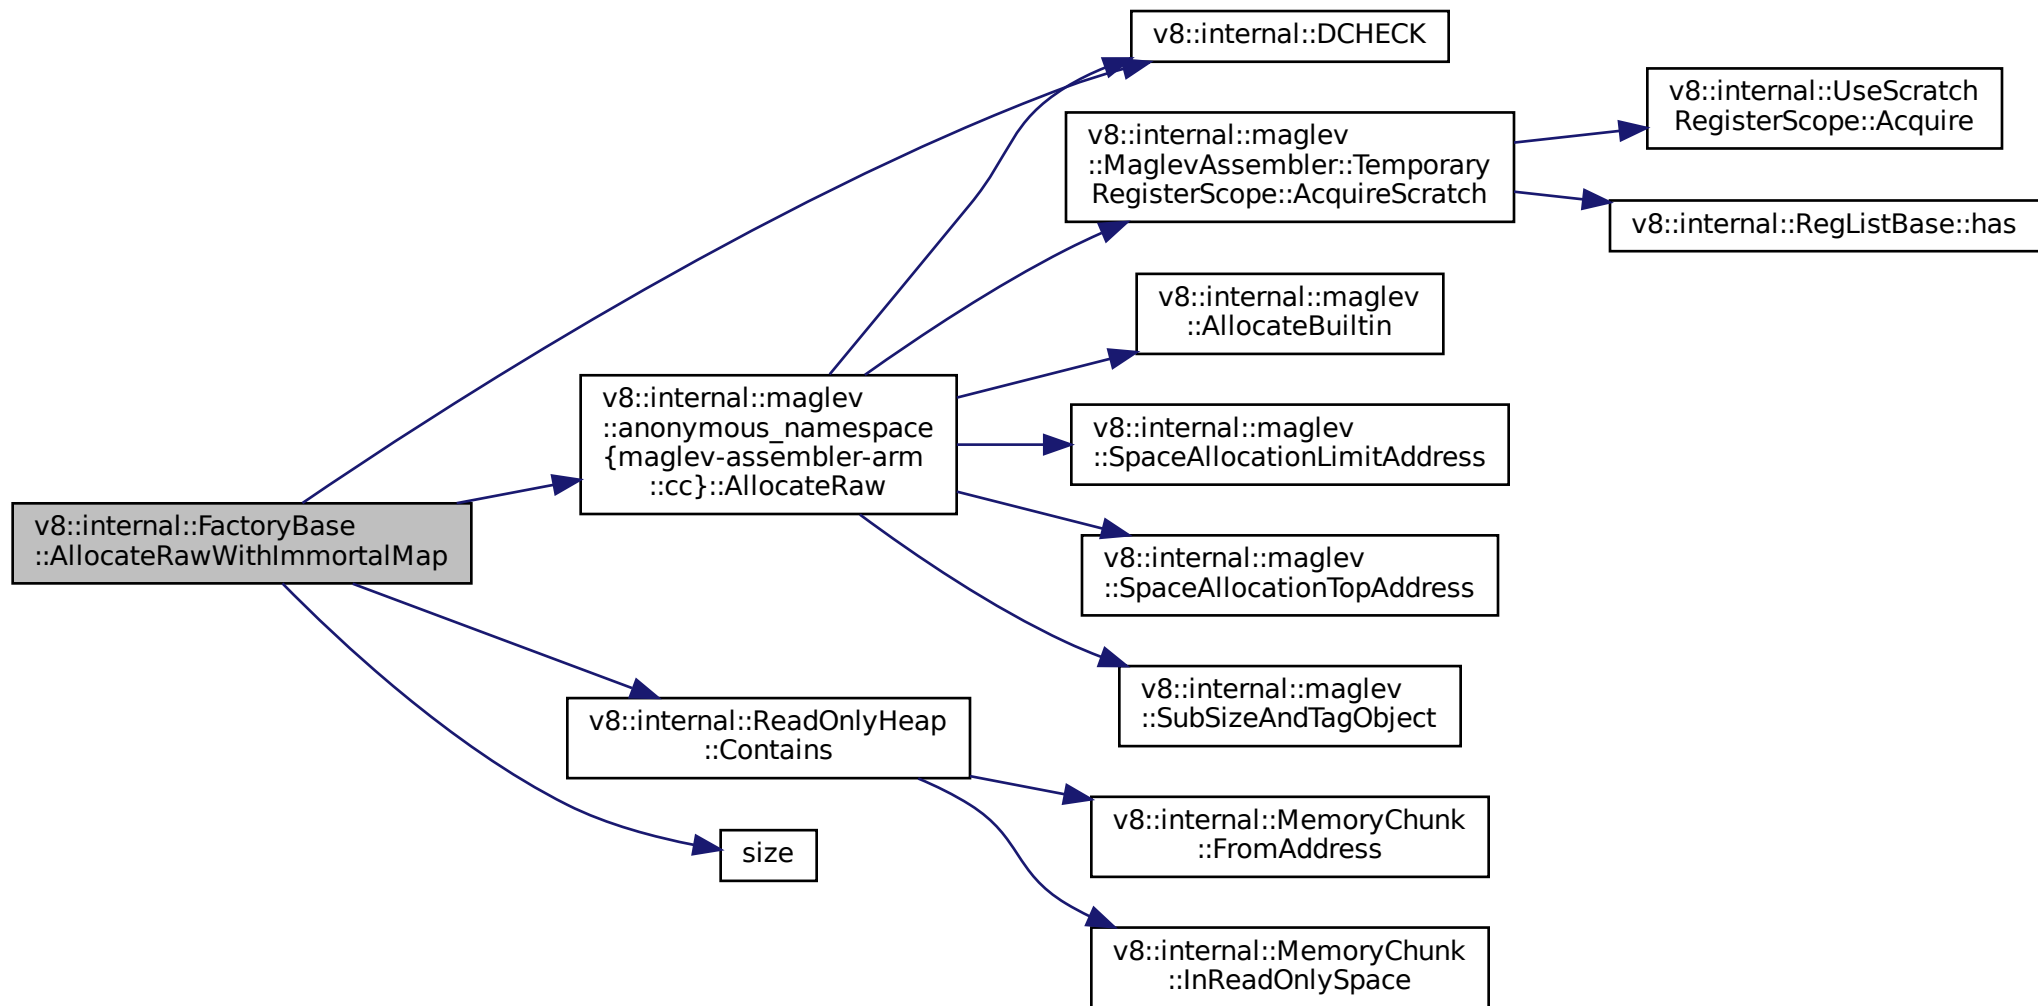 v8::internal::DCHECK
v8::internal::UseScratch
RegisterScope::Acquire
v8::internal::maglev
::MaglevAssembler::Temporary
RegisterScope::AcquireScratch
v8::internal::RegListBase::has
v8::internal::maglev
::AllocateBuiltin
v8::internal::maglev
::anonymous_namespace
{maglev-assembler-arm
::cc}::AllocateRaw
v8::internal::maglev
::SpaceAllocationLimitAddress
v8::internal::FactoryBase
::AllocateRawWithImmortalMap
v8::internal::maglev
::SpaceAllocationTopAddress
v8::internal::maglev
::SubSizeAndTagObject
v8::internal::ReadOnlyHeap
::Contains
v8::internal::MemoryChunk
::FromAddress
size
v8::internal::MemoryChunk
::InReadOnlySpace